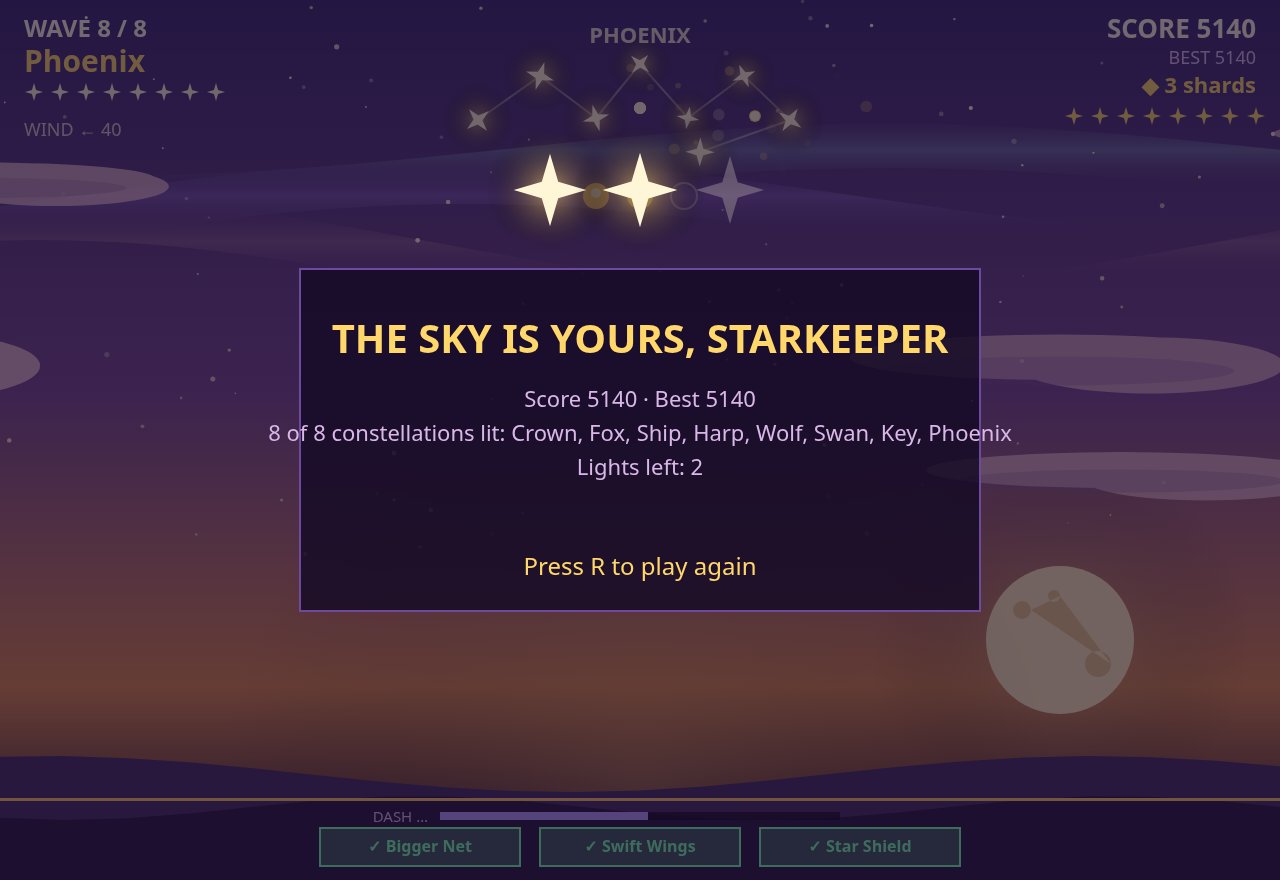 WAVE 8 / 8
Phoenix
WIND ← 40
PHOENIX
SCORE 5140
BEST 5140
◆ 3 shards
THE SKY IS YOURS, STARKEEPER
Score 5140 · Best 5140
8 of 8 constellations lit: Crown, Fox, Ship, Harp, Wolf, Swan, Key, Phoenix
Lights left: 2
Press R to play again
DASH ...
✓ Bigger Net
✓ Swift Wings
✓ Star Shield